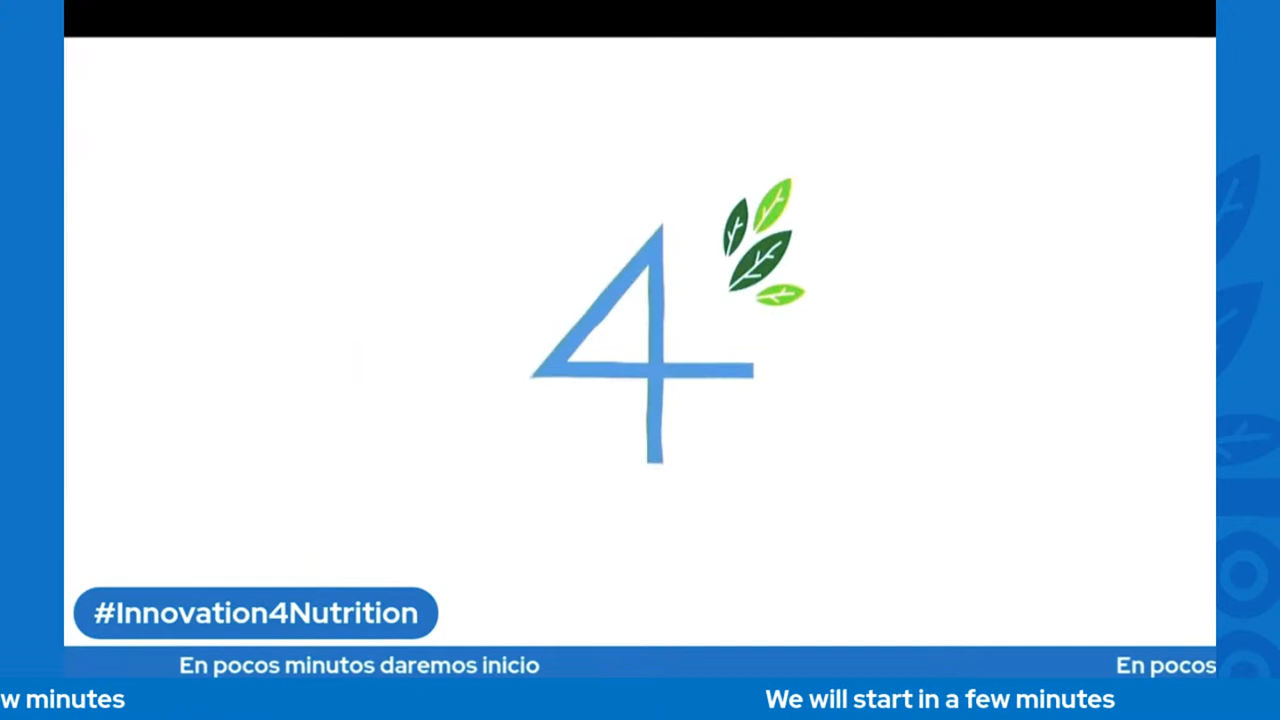 4
#Innovation4Nutrition
En pocos minutos daremos inicio En pocos
w minutes We will start in a few minutes